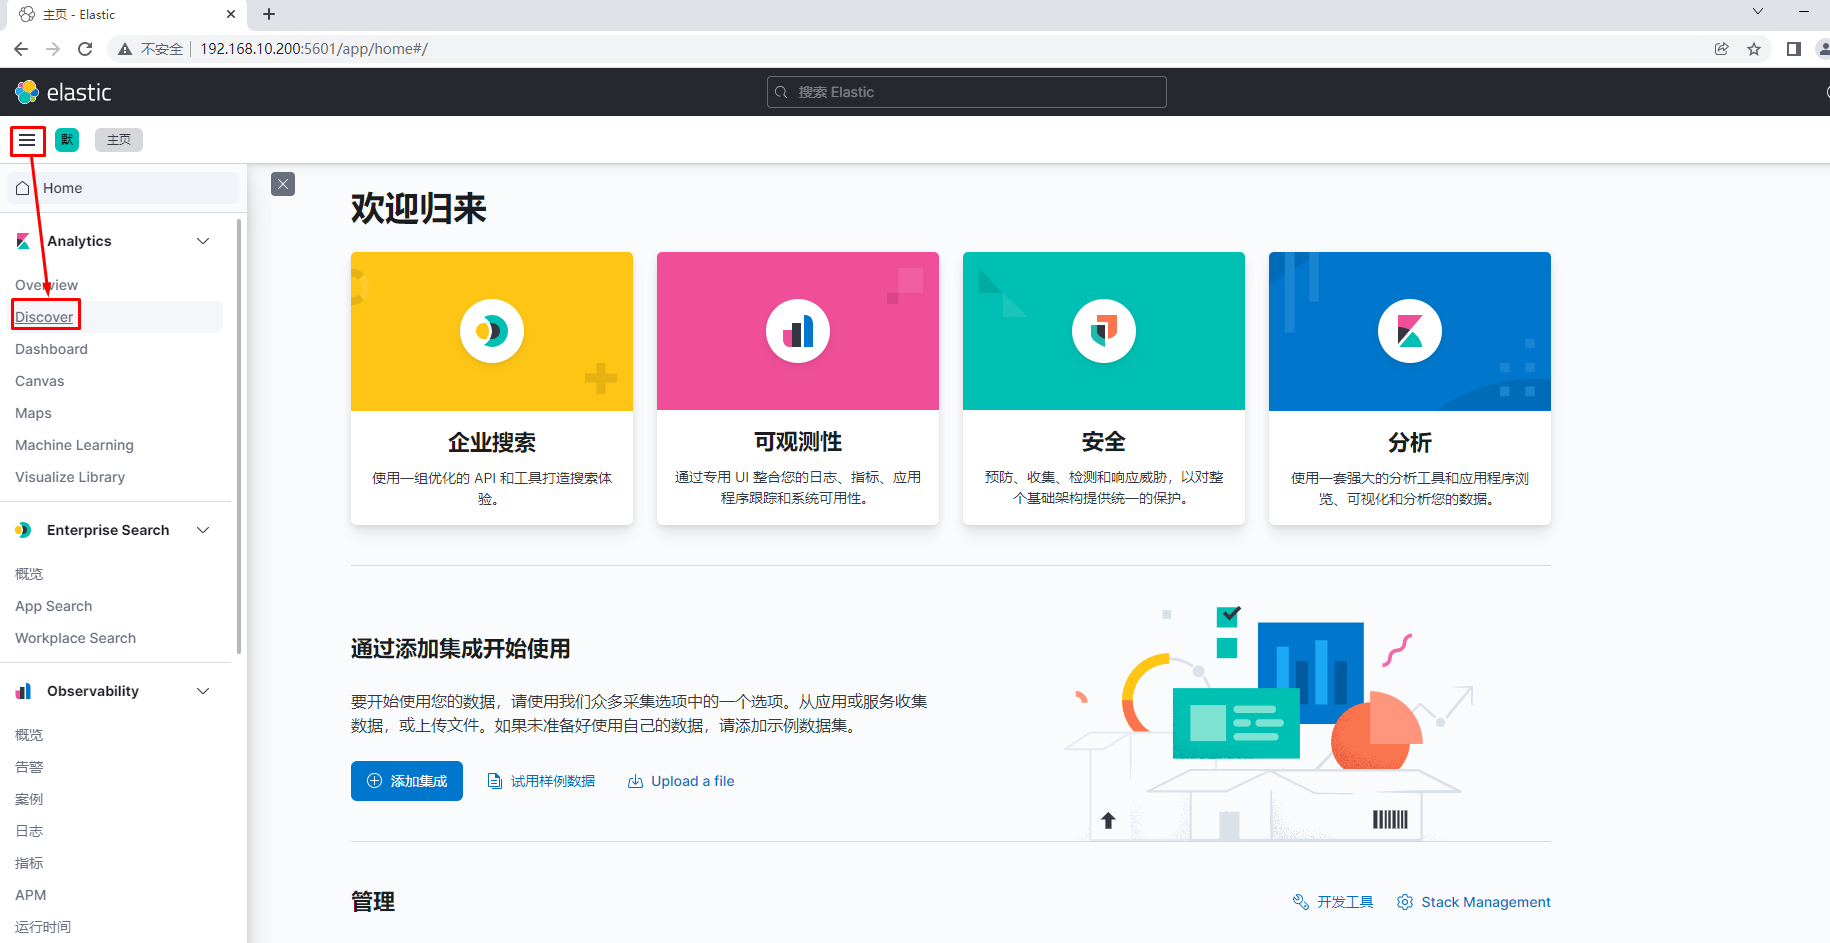 主页 - Elastic
不安全 192.168.10.200:5601/app/home#/
elastic
搜索 Elastic
默 主页
Home
Analytics
Overview
Discover
Dashboard
Canvas
Maps
Machine Learning
Visualize Library
Enterprise Search
概览
App Search
Workplace Search
Observability
概览
告警
案例
日志
指标
APM
运行时间
欢迎归来
企业搜索
使用一组优化的 API 和工具打造搜索体
验。
可观测性
通过专用 UI 整合您的日志、指标、应用
程序跟踪和系统可用性。
安全
预防、收集、检测和响应威胁，以对整
个基础架构提供统一的保护。
分析
使用一套强大的分析工具和应用程序浏
览、可视化和分析您的数据。
通过添加集成开始使用
要开始使用您的数据，请使用我们众多采集选项中的一个选项。从应用或服务收集
数据，或上传文件。如果未准备好使用自己的数据，请添加示例数据集。
添加集成 试用样例数据 Upload a file
管理
开发工具 Stack Management